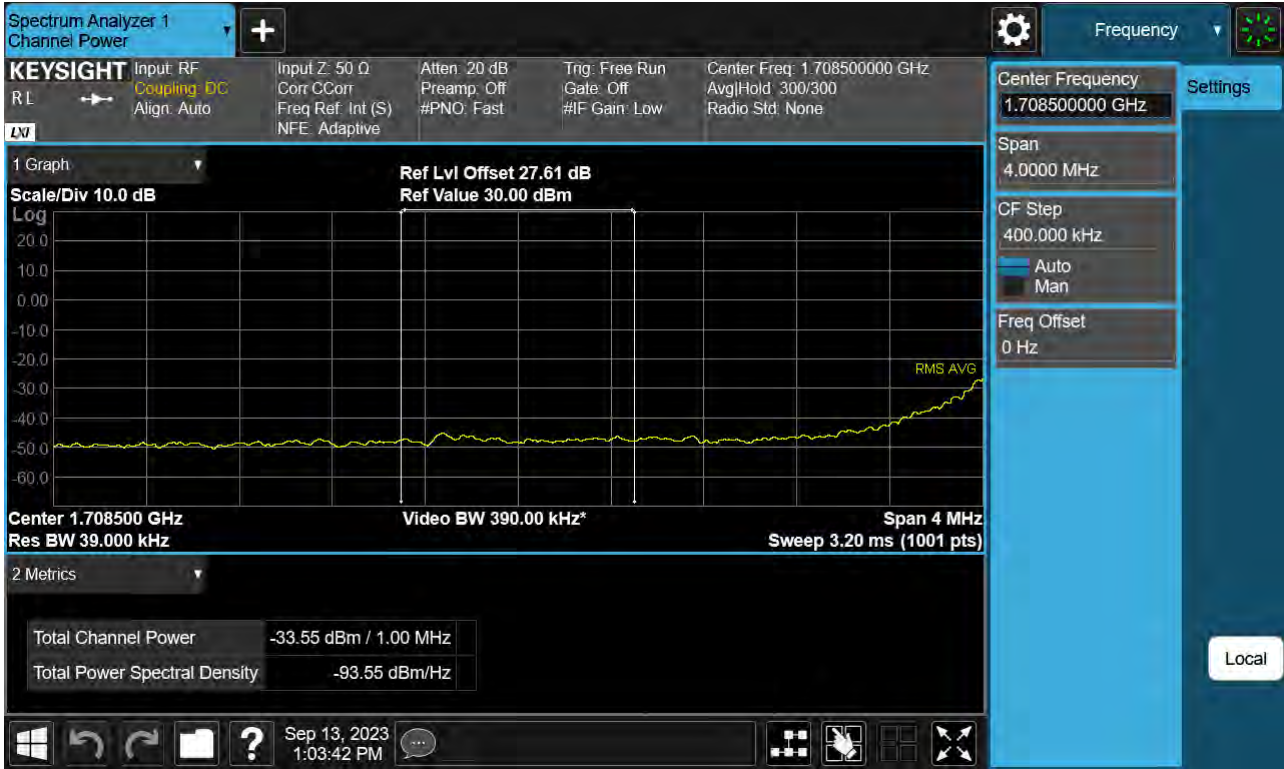 Spectrum Analyzer 1
Channel Power
+
Frequency
KEYSIGHT
R L
LXI
Input: RF
Coupling: DC
Align: Auto
Input Z: 50 Ω
Corr CCorr
Freq Ref: Int (S)
NFE: Adaptive
Atten: 20 dB
Preamp: Off
#PNO: Fast
Trig: Free Run
Gate: Off
#IF Gain: Low
Center Freq: 1.708500000 GHz
Avg|Hold: 300/300
Radio Std: None
Center Frequency
1.708500000 GHz
Settings
Span
4.0000 MHz
CF Step
400.000 kHz
Auto
Man
Freq Offset
0 Hz
1 Graph
Scale/Div 10.0 dB
Ref Lvl Offset 27.61 dB
Ref Value 30.00 dBm
Log
20.0
10.0
0.00
-10.0
-20.0
-30.0
-40.0
-50.0
-60.0
RMS AVG
Center 1.708500 GHz
Video BW 390.00 kHz*
Span 4 MHz
Res BW 39.000 kHz
Sweep 3.20 ms (1001 pts)
2 Metrics
Total Channel Power -33.55 dBm / 1.00 MHz
Total Power Spectral Density -93.55 dBm/Hz
Local
?
Sep 13, 2023
1:03:42 PM